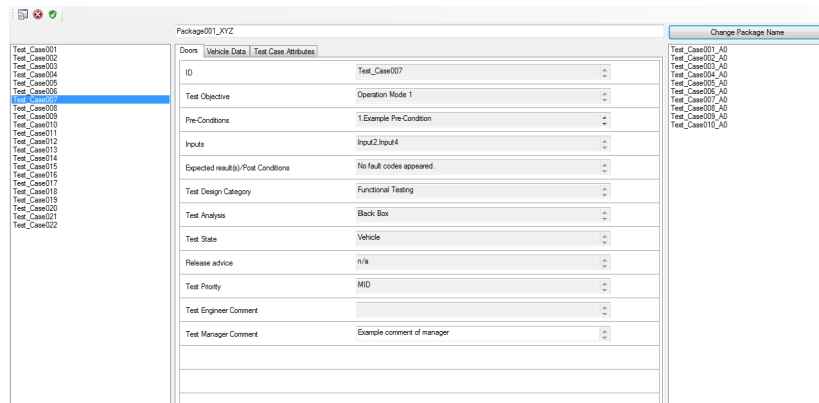 Package001_XYZ
Change Package Name
Test_Case001
Test_Case002
Test_Case003
Test_Case004
Test_Case005
Test_Case006
Test_Case007
Test_Case008
Test_Case009
Test_Case010
Test_Case011
Test_Case012
Test_Case013
Test_Case014
Test_Case015
Test_Case016
Test_Case017
Test_Case018
Test_Case019
Test_Case020
Test_Case021
Test_Case022
Doors Vehicle Data Test Case Attributes
ID Test_Case007
Test Objective Operation Mode 1
Pre-Conditions 1.Example Pre-Condition
Inputs Input2,Input4
Expected result(s)/Post Conditions No fault codes appeared.
Test Design Category Functional Testing
Test Analysis Black Box
Test State Vehicle
Release advice n/a
Test Priority MID
Test Engineer Comment
Test Manager Comment Example comment of manager
Test_Case001_A0
Test_Case002_A0
Test_Case003_A0
Test_Case004_A0
Test_Case005_A0
Test_Case006_A0
Test_Case007_A0
Test_Case008_A0
Test_Case009_A0
Test_Case010_A0